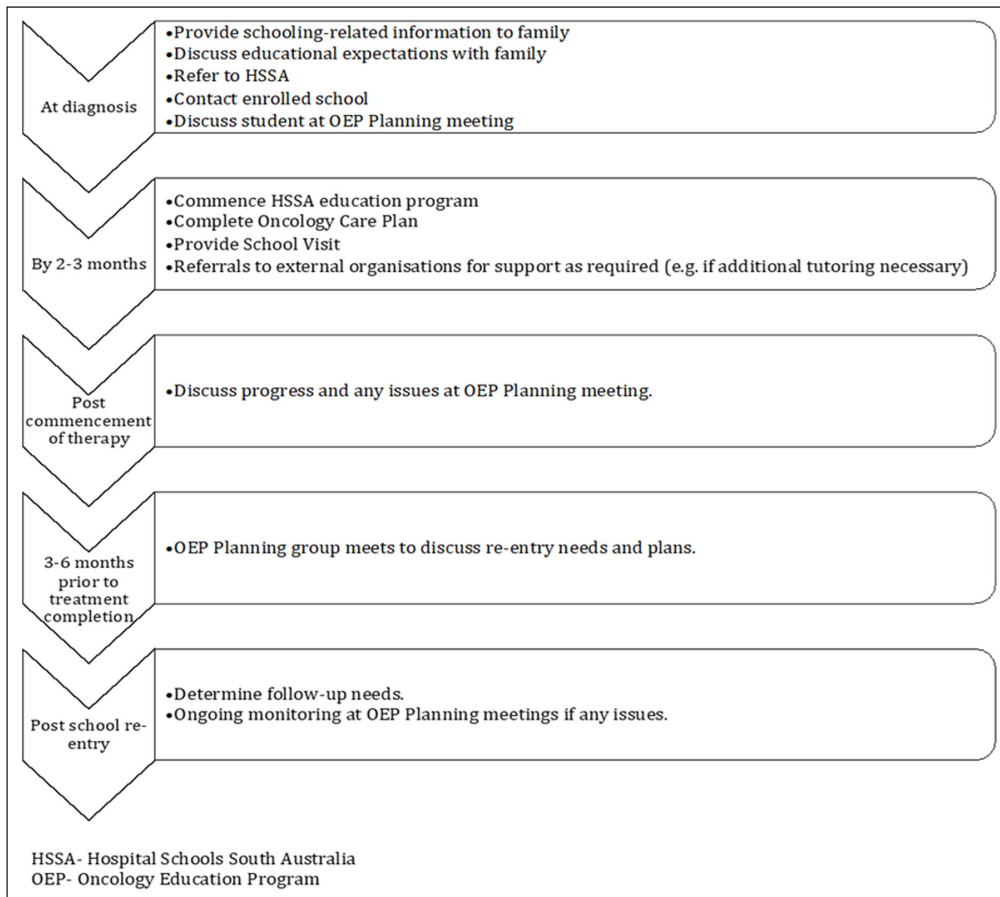 At diagnosis
•Provide schooling-related information to family
•Discuss educational expectations with family
•Refer to HSSA
•Contact enrolled school
•Discuss student at OEP Planning meeting
By 2-3 months
•Commence HSSA education program
•Complete Oncology Care Plan
•Provide School Visit
•Referrals to external organisations for support as required (e.g. if additional tutoring necessary)
Post
commencement
of therapy
•Discuss progress and any issues at OEP Planning meeting.
3-6 months
prior to
treatment
completion
•OEP Planning group meets to discuss re-entry needs and plans.
Post school re-
entry
•Determine follow-up needs.
•Ongoing monitoring at OEP Planning meetings if any issues.
HSSA- Hospital Schools South Australia
OEP- Oncology Education Program